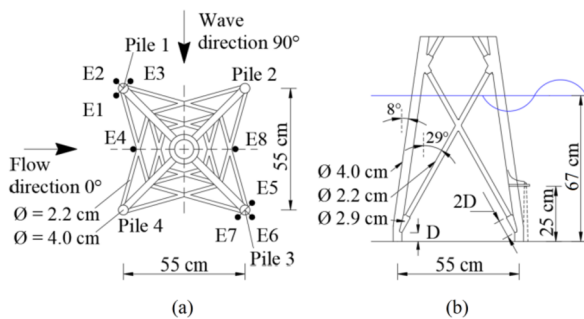 Wave
direction 90°
Pile 1
E2
E3
Pile 2
E1
E4
E8
55 cm
Flow
direction 0°
E5
Ø = 2.2 cm
Ø = 4.0 cm
Pile 4
E7
E6
Pile 3
55 cm
(a)
8°
29°
Ø 4.0 cm
Ø 2.2 cm
Ø 2.9 cm
2D
D
25 cm
67 cm
55 cm
(b)